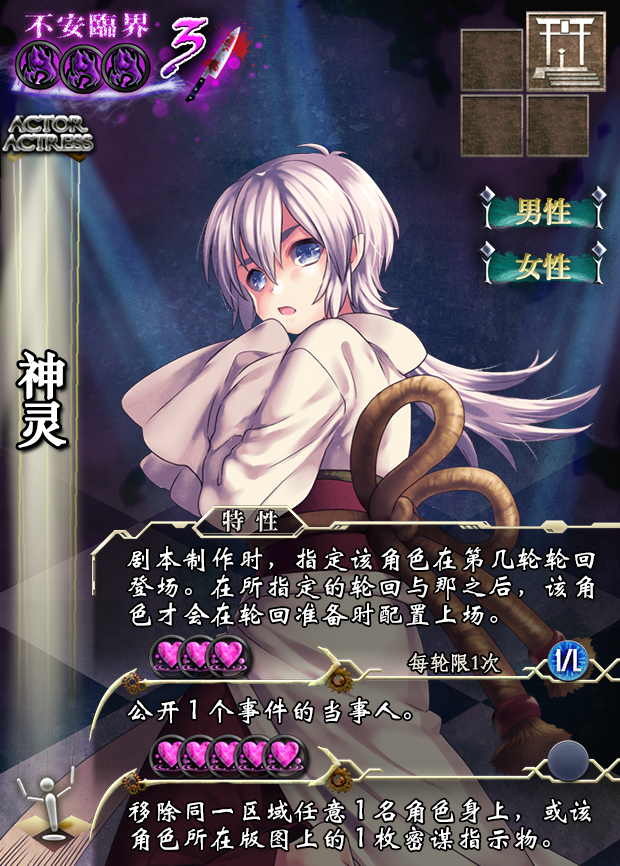 不安臨界
3
ACTOR
ACTRESS
男性
女性
神灵
特性
剧本制作时，指定该角色在第几轮轮回
登场。在所指定的轮回与那之后，该角
色才会在轮回准备时配置上场。
每轮限1次
1/L
公开1个事件的当事人。
移除同一区域任意1名角色身上，或该
角色所在版图上的1枚密谋指示物。